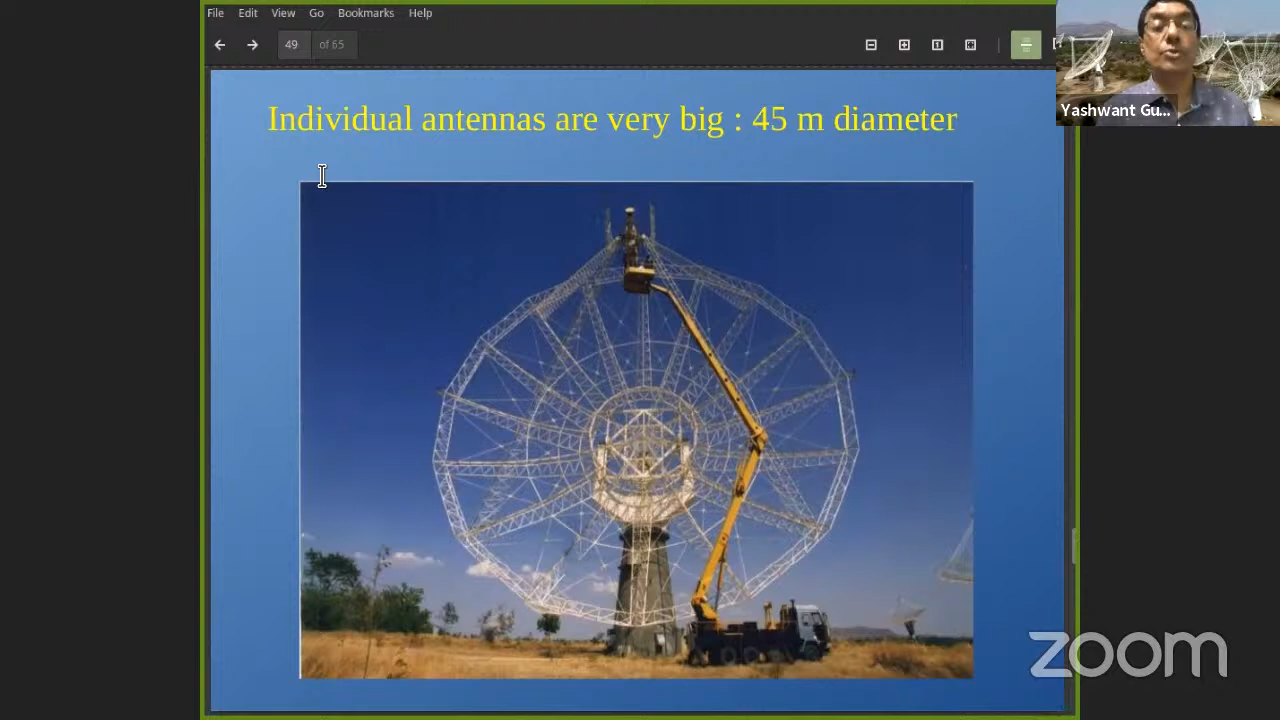 File Edit View Go Bookmarks Help
49 of 65
Individual antennas are very big : 45 m diameter
Yashwant Gu...
zoom